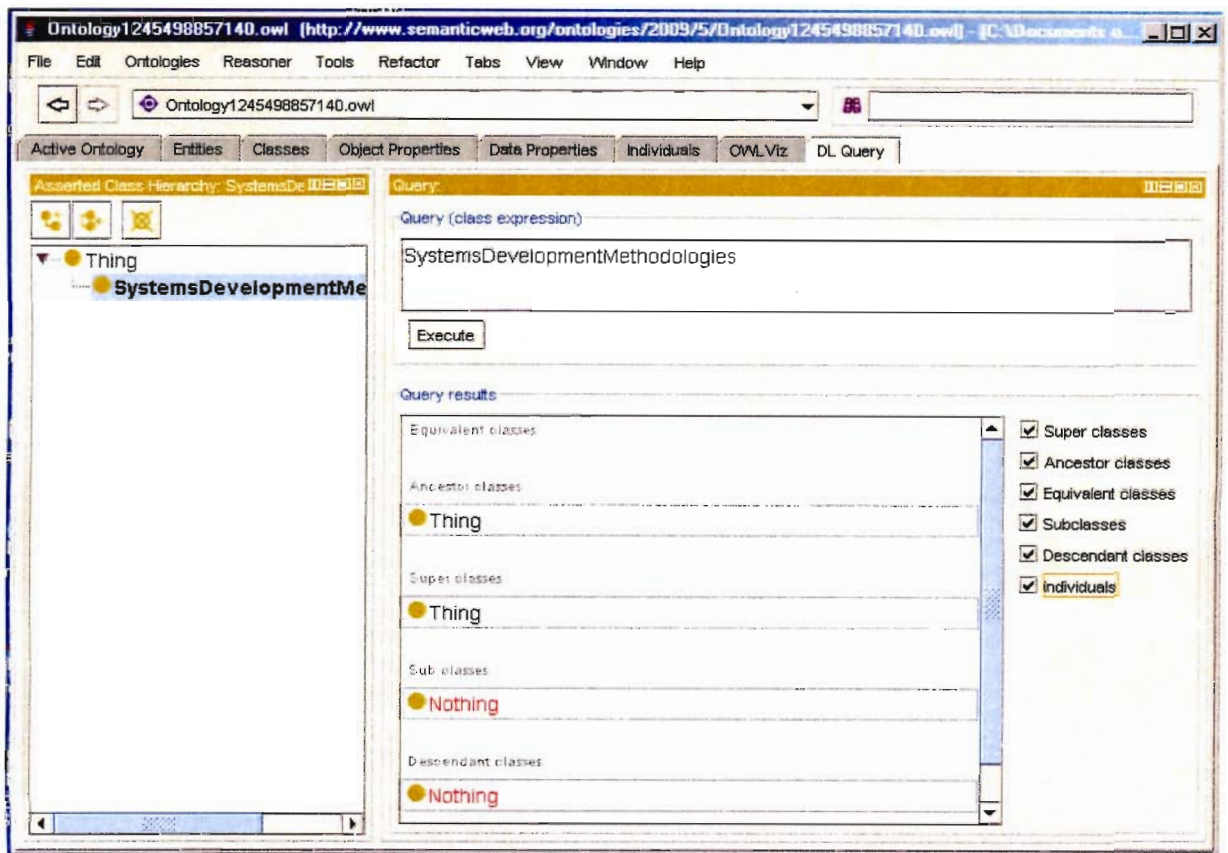 Ontology1245498857140.owl [http://www.semanticweb.org/ontologies/2009/5/Ontology1245498857140.owl] - [C:\Documents a...
File Edit Ontologies Reasoner Tools Refactor Tabs View Window Help
Ontology1245498857140.owl
Active Ontology Entities Classes Object Properties Data Properties Individuals OWLViz DL Query
Asserted Class Hierarchy: SystemsDe
Query:
Thing
SystemsDevelopmentMe
Query (class expression)
SystemsDevelopmentMethodologies
Execute
Query results
Equivalent classes
Ancestor classes
Thing
Super classes
Thing
Sub classes
Nothing
Descendant classes
Nothing
Super classes
Ancestor classes
Equivalent classes
Subclasses
Descendant classes
Individuals